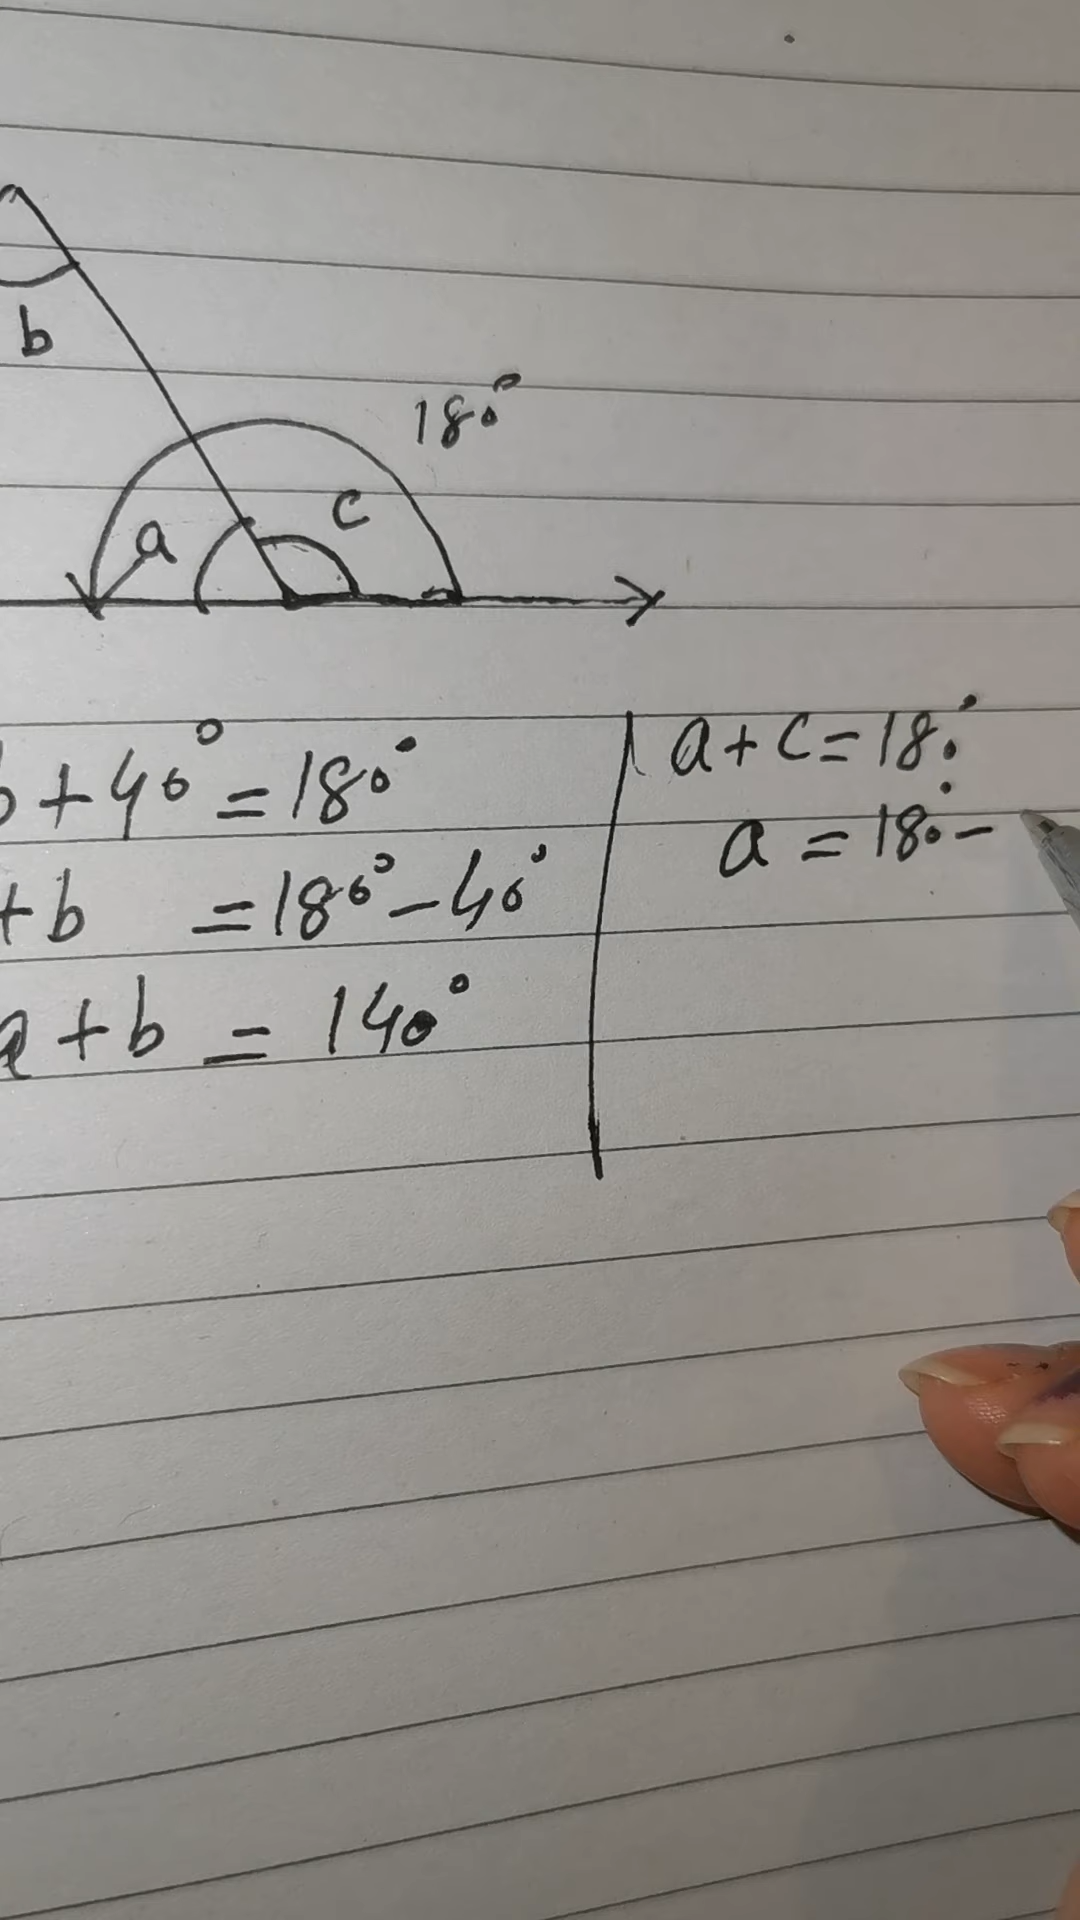 b
180°
c
a
b + 40° = 180°
+ b = 180° - 40°
a + b = 140°
a + c = 180°
a = 180° -